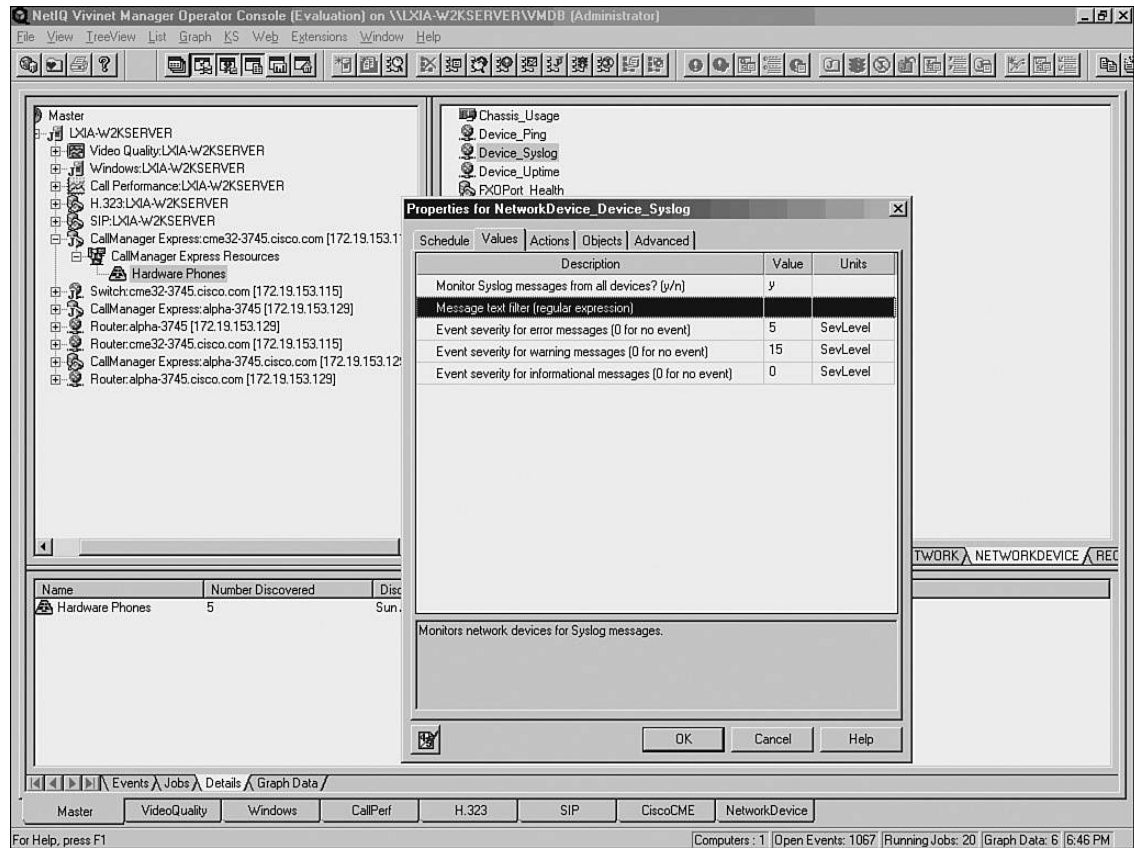 NetIQ Vivinet Manager Operator Console (Evaluation) on \\LXIA-W2KSERVER\VMDB (Administrator)
File View TreeView List Graph KS Web Extensions Window Help
Master
LXIA-W2KSERVER
Video Quality:LXIA-W2KSERVER
Windows:LXIA-W2KSERVER
Call Performance:LXIA-W2KSERVER
H.323:LXIA-W2KSERVER
SIP:LXIA-W2KSERVER
CallManager Express:cme32-3745.cisco.com [172.19.153.1
CallManager Express Resources
Hardware Phones
Switch:cme32-3745.cisco.com [172.19.153.115]
CallManager Express:alpha-3745 [172.19.153.129]
Router:alpha-3745 [172.19.153.129]
Router:cme32-3745.cisco.com [172.19.153.115]
CallManager Express:alpha-3745.cisco.com [172.19.153.12
Router:alpha-3745.cisco.com [172.19.153.129]
Chassis_Usage
Device_Ping
Device_Syslog
Device_Uptime
FXOPort_Health
Properties for NetworkDevice_Device_Syslog
Schedule Values Actions Objects Advanced
Description Value Units
Monitor Syslog messages from all devices? (y/n) y
Message text filter (regular expression)
Event severity for error messages (0 for no event) 5 SevLevel
Event severity for warning messages (0 for no event) 15 SevLevel
Event severity for informational messages (0 for no event) 0 SevLevel
Monitors network devices for Syslog messages.
OK Cancel Help
TWORK NETWORKDEVICE REC
Name Number Discovered Disc
Hardware Phones 5 Sun
Events Jobs Details Graph Data
Master VideoQuality Windows CallPerf H.323 SIP CiscoCME NetworkDevice
For Help, press F1 Computers : 1 Open Events: 1067 Running Jobs: 20 Graph Data: 6 6:46 PM